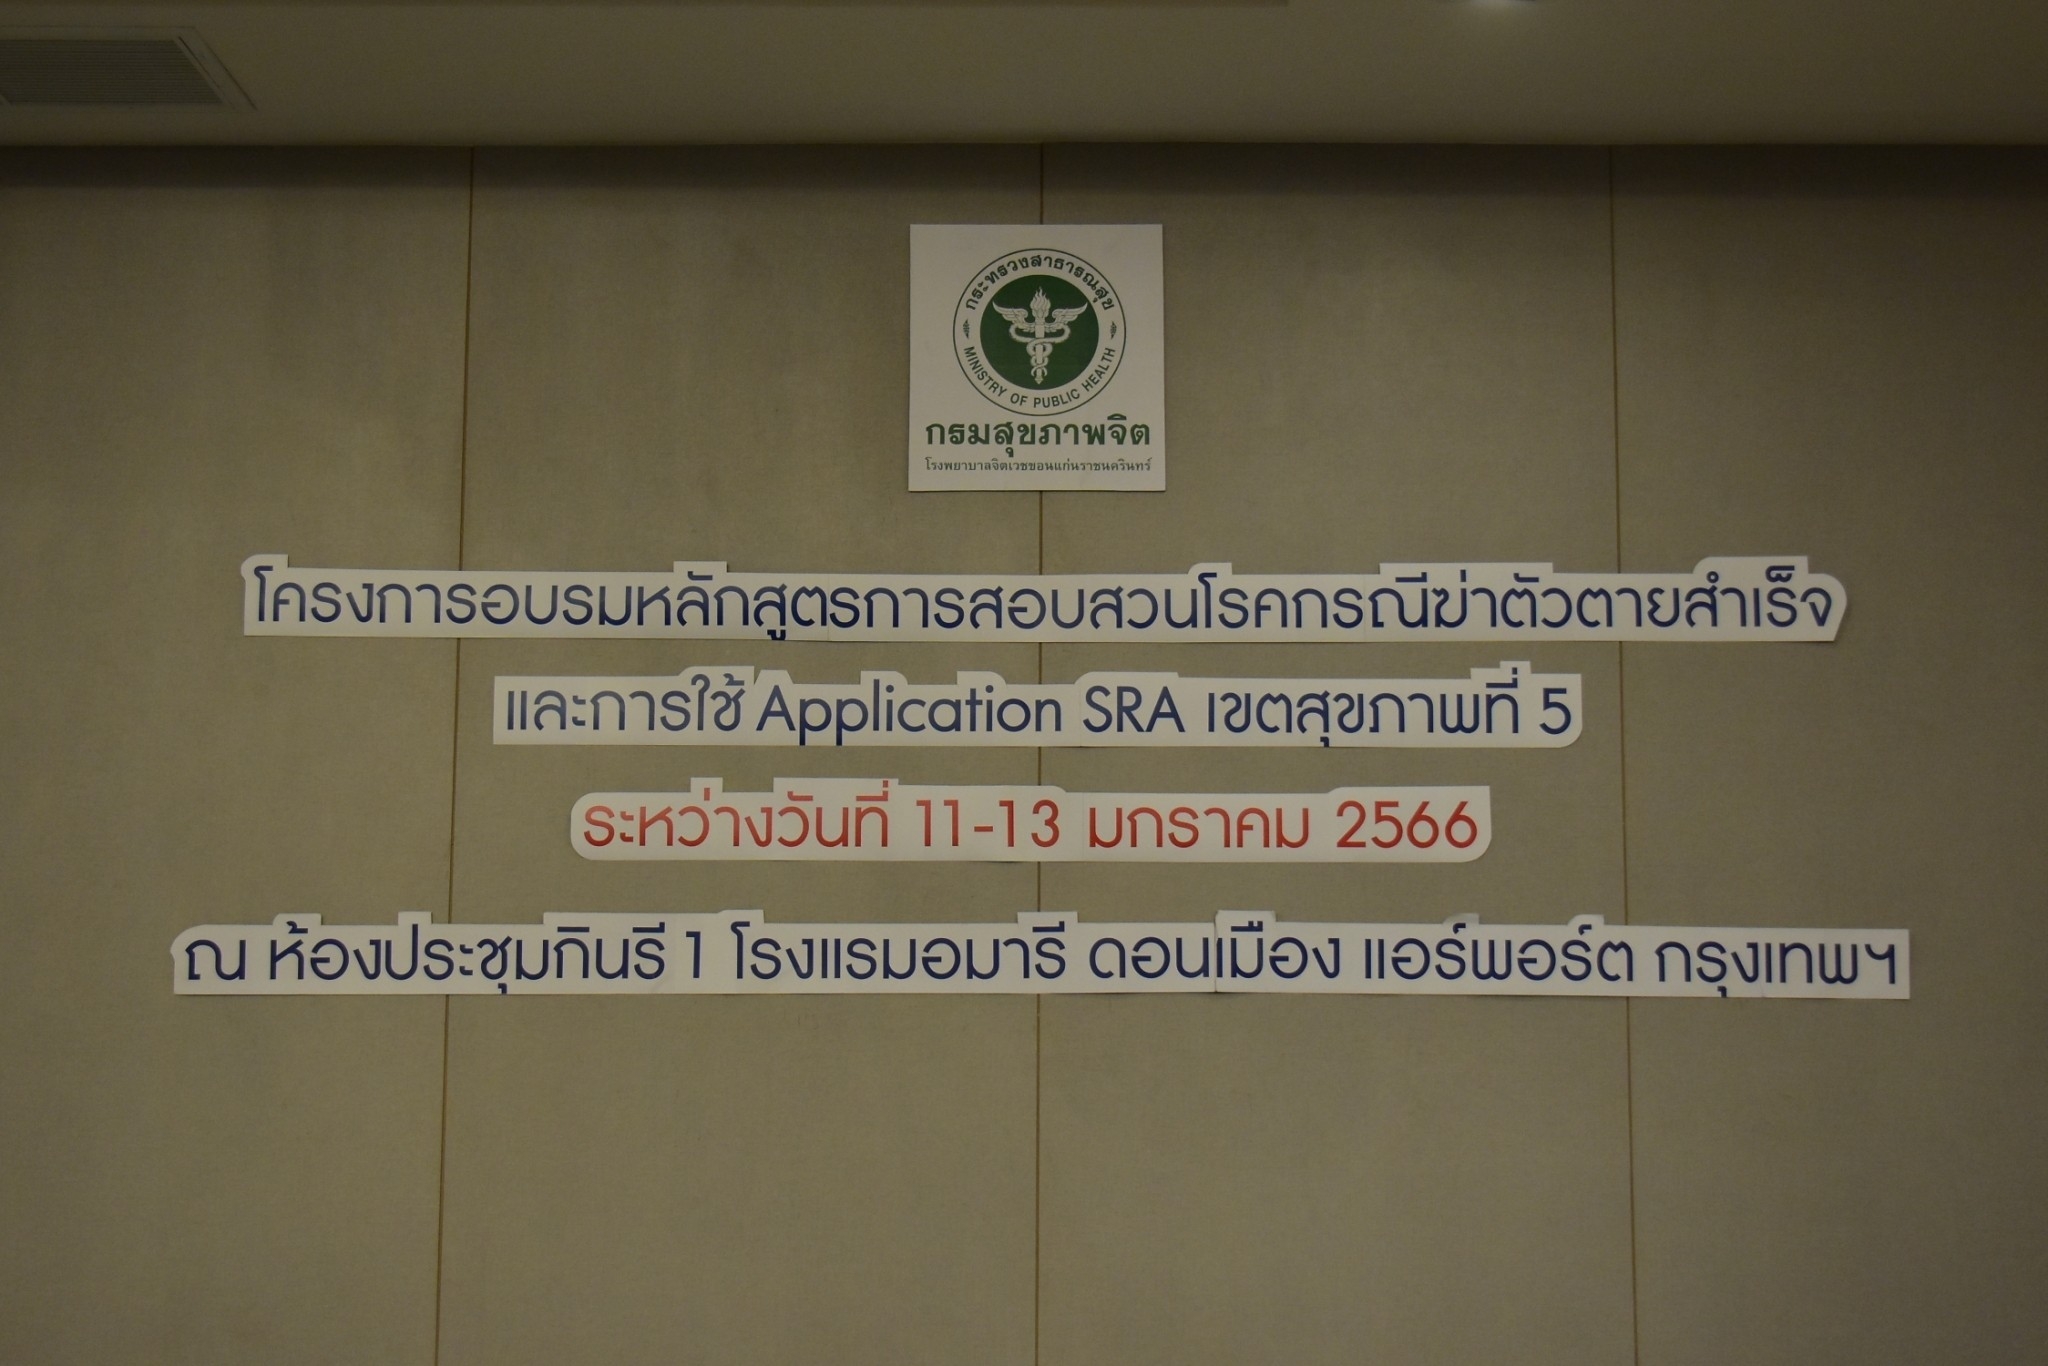 กระทรวงสาธารณสุข
MINISTRY OF PUBLIC HEALTH
กรมสุขภาพจิต
โรงพยาบาลจิตเวชขอนแก่นราชนครินทร์
โครงการอบรมหลักสูตรการสอบสวนโรคกรณีฆ่าตัวตายสำเร็จ
และการใช้ Application SRA เขตสุขภาพที่ 5
ระหว่างวันที่ 11-13 มกราคม 2566
ณ ห้องประชุมกินรี 1 โรงแรมอมารี ดอนเมือง แอร์พอร์ต กรุงเทพฯ